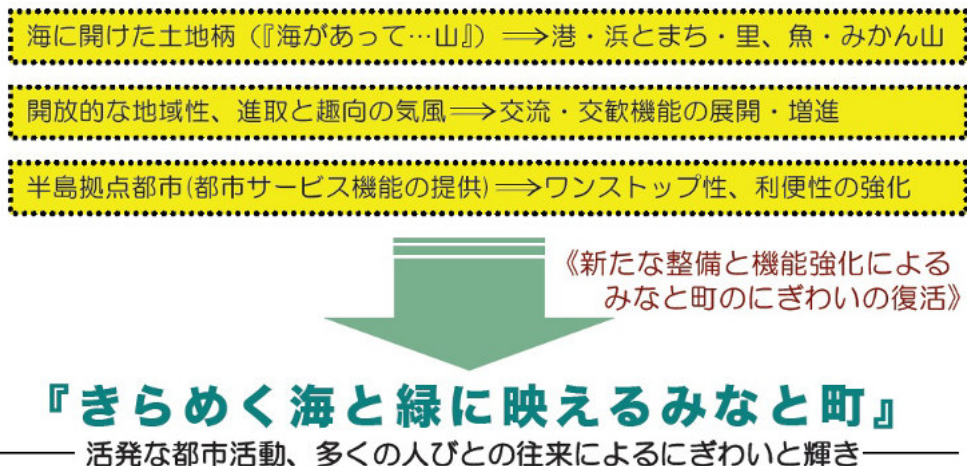 海に開けた土地柄（『海があって…山』）⟹港・浜とまち・里、魚・みかん山
開放的な地域性、進取と趣向の気風⟹交流・交歓機能の展開・増進
半島拠点都市(都市サービス機能の提供)⟹ワンストップ性、利便性の強化
《新たな整備と機能強化による
みなと町のにぎわいの復活》
『きらめく海と緑に映えるみなと町』
活発な都市活動、多くの人びとの往来によるにぎわいと輝き